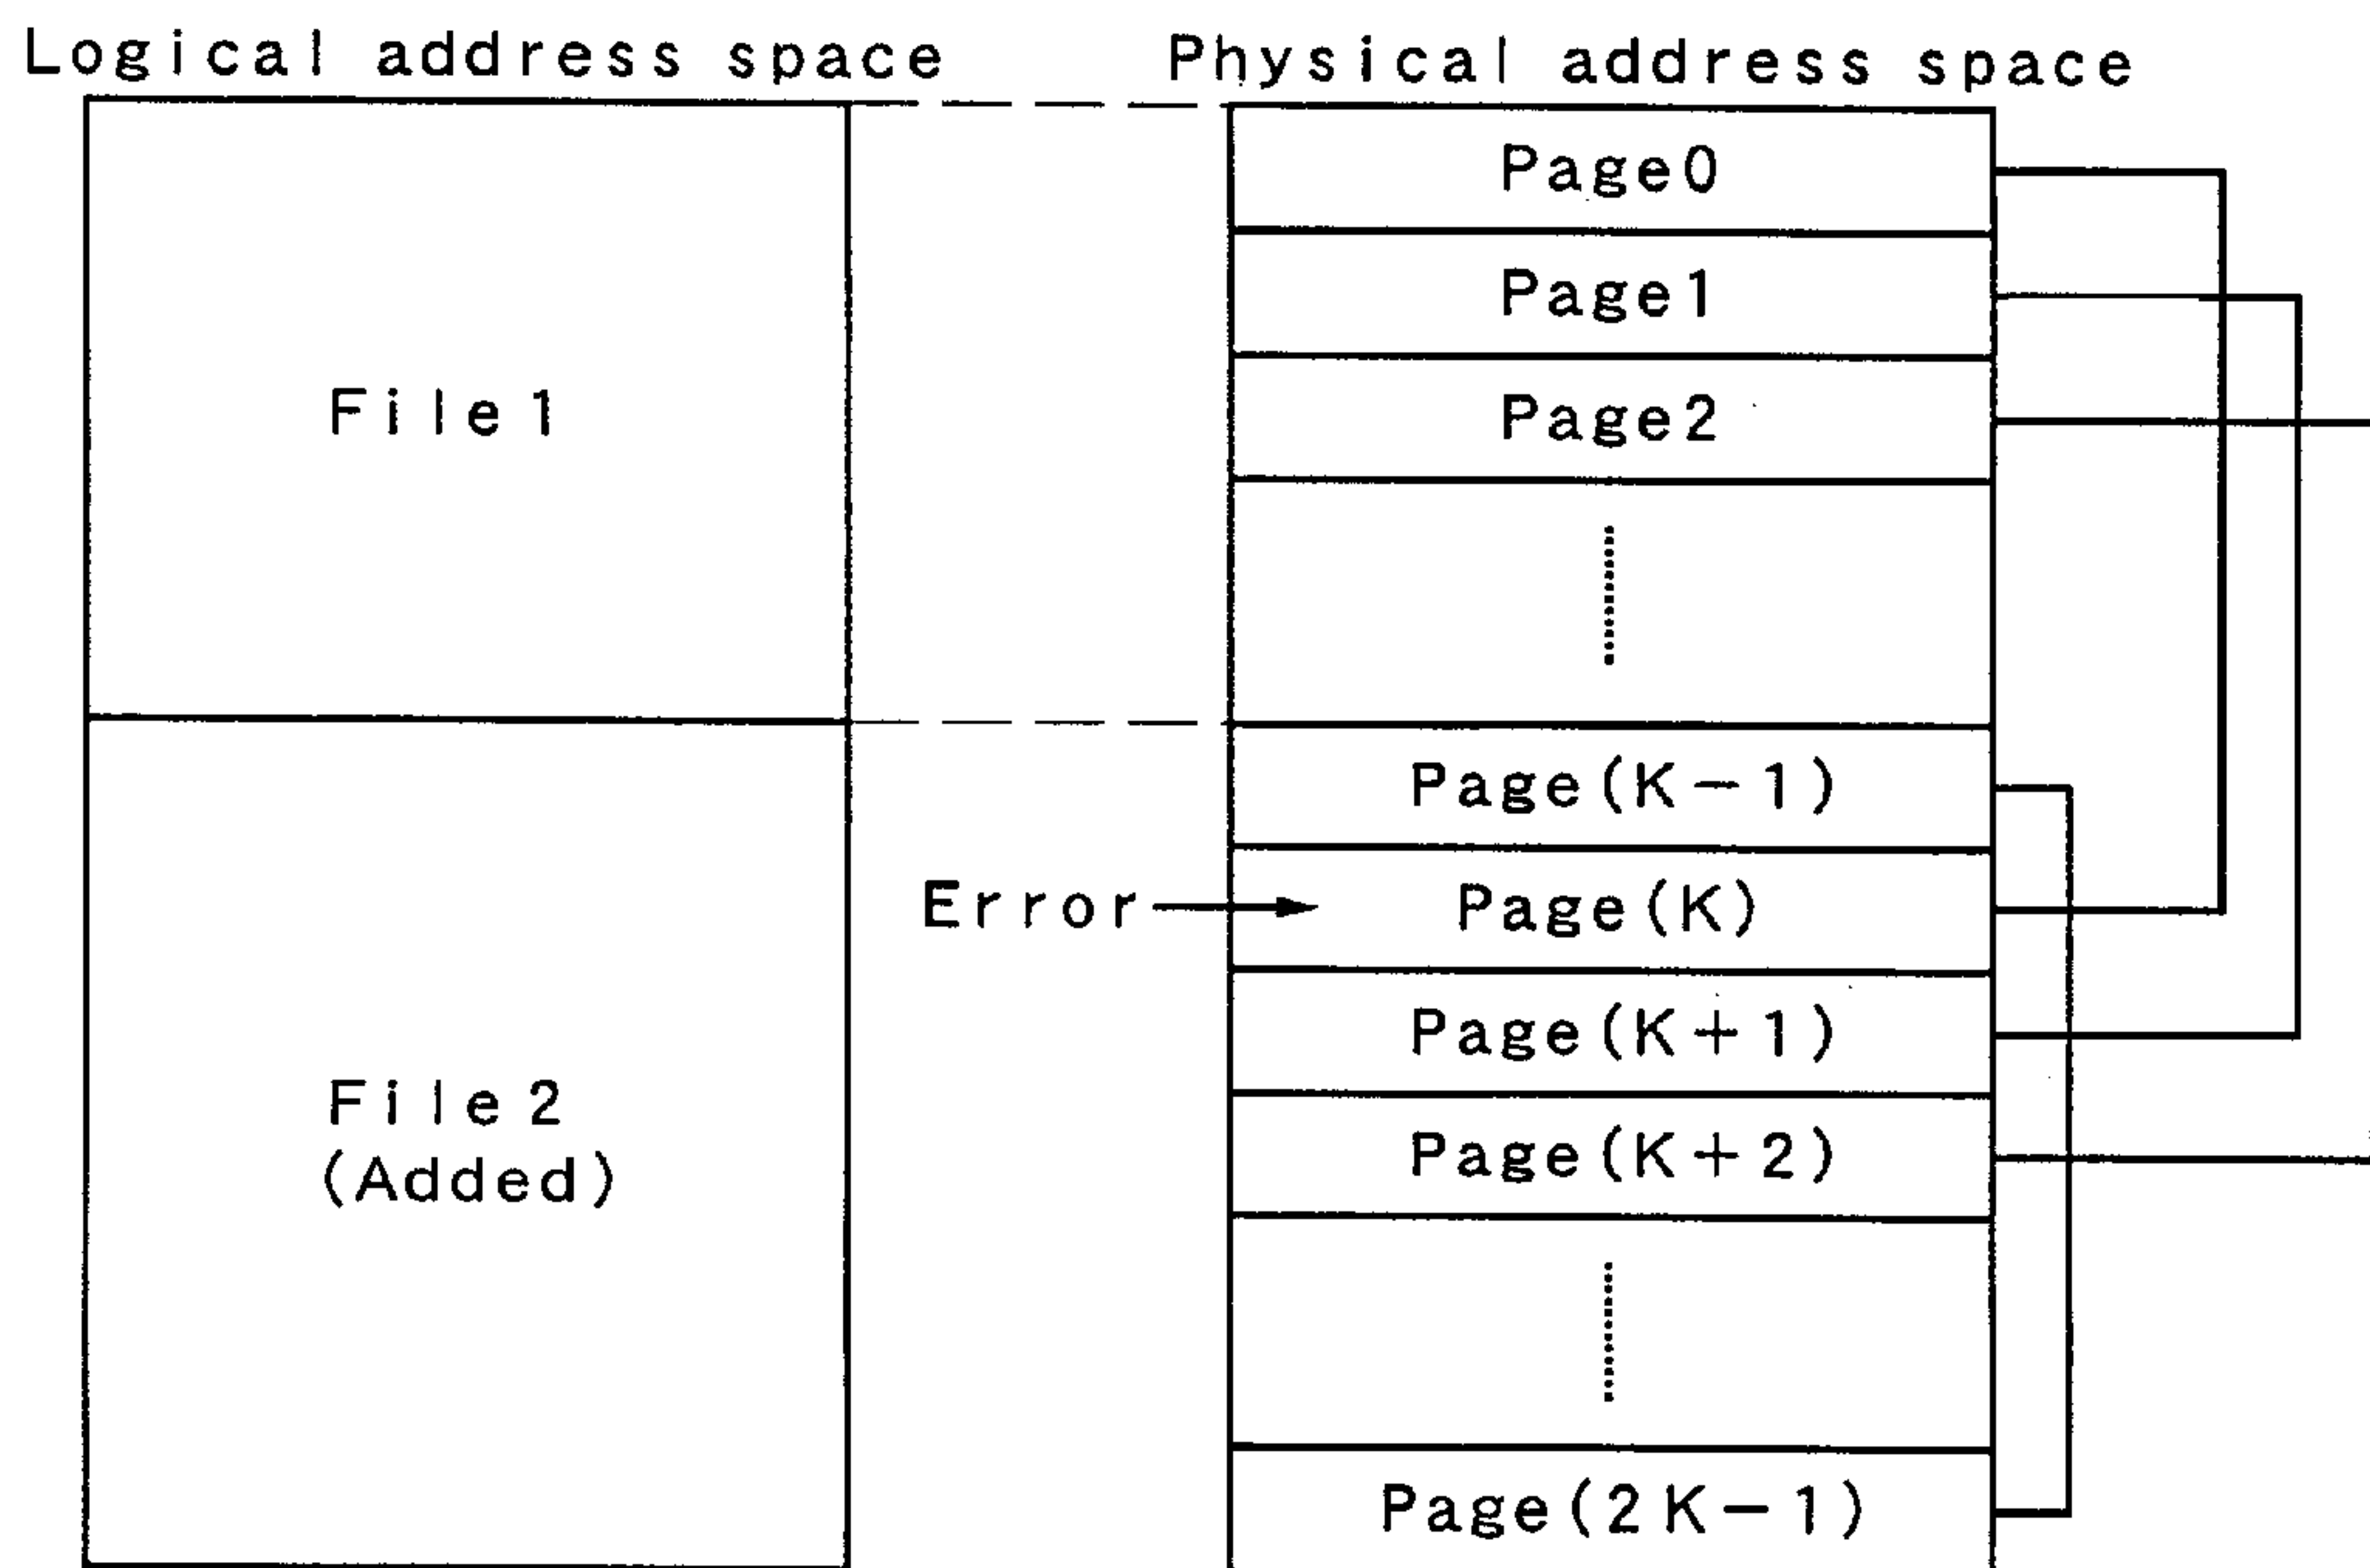 Logical address space
Physical address space
Page0
Page1
File1
Page2
Page(K-1)
Error
Page(K)
Page(K+1)
File2
(Added)
Page(K+2)
Page(2K-1)